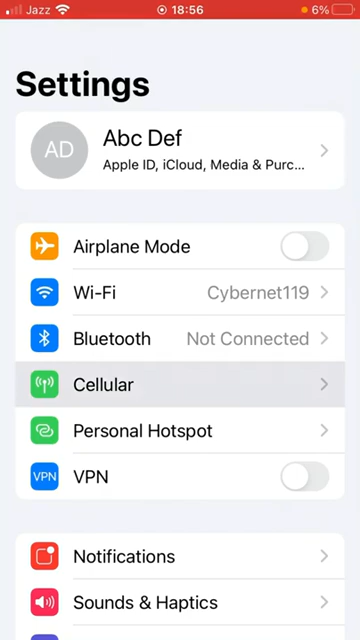 Jazz 18:56 6%
Settings
AD
Abc Def
Apple ID, iCloud, Media & Purc...
Airplane Mode
Wi-Fi Cybernet119
Bluetooth Not Connected
Cellular
Personal Hotspot
VPN VPN
Notifications
Sounds & Haptics